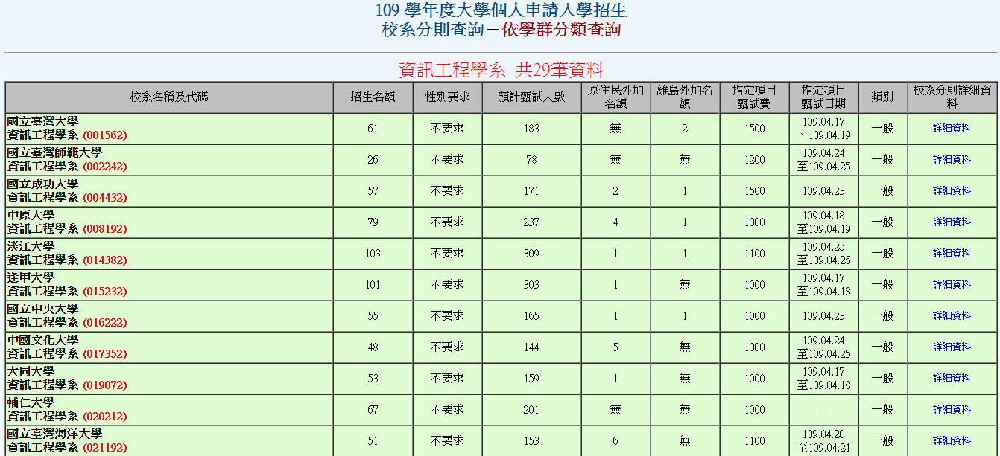 109 學年度大學個人申請入學招生
校系分則查詢－依學群分類查詢
資訊工程學系 共29筆資料
校系名稱及代碼 招生名額 性別要求 預計甄試人數 原住民外加名額 離島外加名額 指定項目甄試費 指定項目甄試日期 類別 校系分則詳細資料
國立臺灣大學
資訊工程學系 (001562) 61 不要求 183 無 2 1500 109.04.17、109.04.19 一般 詳細資料
國立臺灣師範大學
資訊工程學系 (002242) 26 不要求 78 無 無 1200 109.04.24至109.04.25 一般 詳細資料
國立成功大學
資訊工程學系 (004432) 57 不要求 171 2 1 1500 109.04.23 一般 詳細資料
中原大學
資訊工程學系 (008192) 79 不要求 237 4 1 1000 109.04.18至109.04.19 一般 詳細資料
淡江大學
資訊工程學系 (014382) 103 不要求 309 1 1 1100 109.04.25至109.04.26 一般 詳細資料
逢甲大學
資訊工程學系 (015232) 101 不要求 303 1 無 1000 109.04.17至109.04.18 一般 詳細資料
國立中央大學
資訊工程學系 (016222) 55 不要求 165 1 1 1000 109.04.23 一般 詳細資料
中國文化大學
資訊工程學系 (017352) 48 不要求 144 5 無 1000 109.04.24至109.04.25 一般 詳細資料
大同大學
資訊工程學系 (019072) 53 不要求 159 1 無 1000 109.04.17至109.04.18 一般 詳細資料
輔仁大學
資訊工程學系 (020212) 67 不要求 201 無 無 1000 -- 一般 詳細資料
國立臺灣海洋大學
資訊工程學系 (021192) 51 不要求 153 6 無 1100 109.04.20至109.04.21 一般 詳細資料